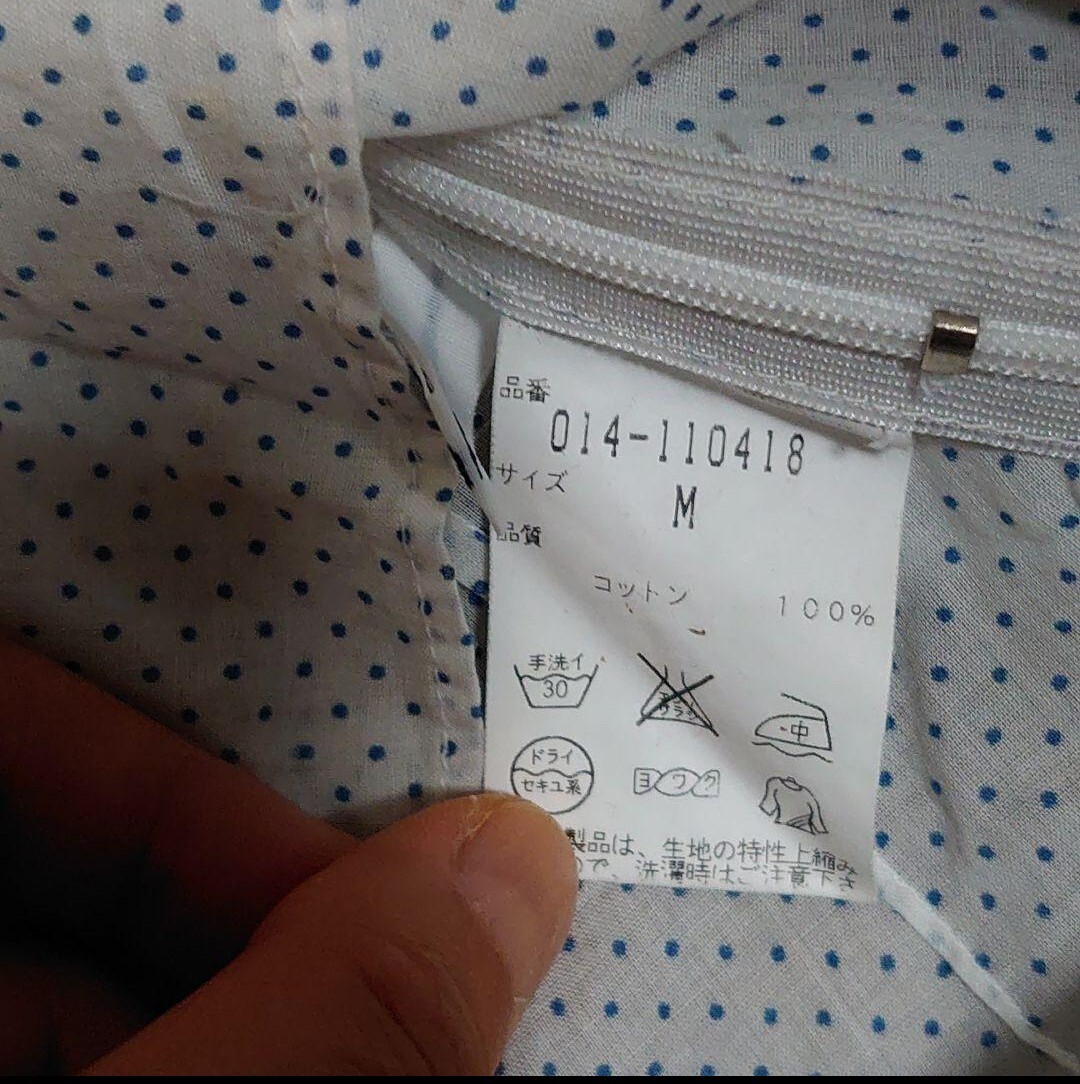 品番
014-110418
サイズ
M
品質
コットン 100%
手洗イ
30
中
ドライ
セキユ系
ヨワク
製品は、生地の特性上縮み
ので、洗濯時はご注意下さ